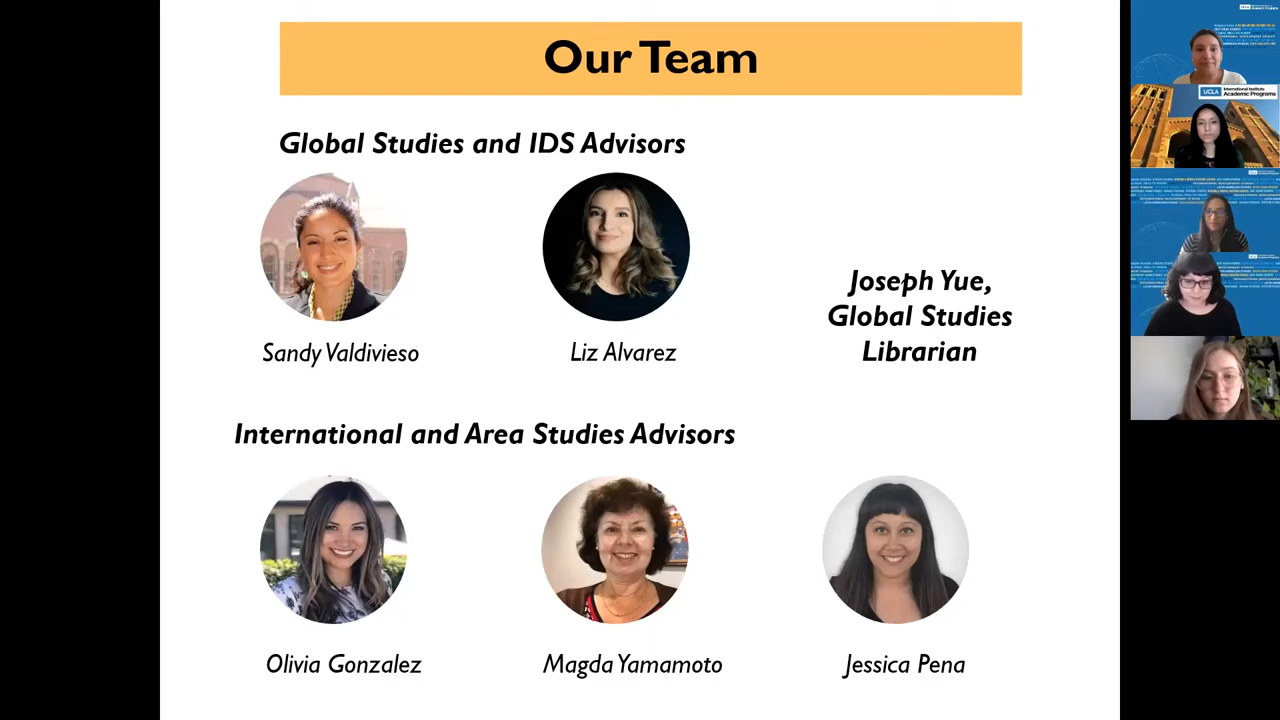 Our Team
Global Studies and IDS Advisors
Sandy Valdivieso
Liz Alvarez
Joseph Yue,
Global Studies
Librarian
International and Area Studies Advisors
Olivia Gonzalez
Magda Yamamoto
Jessica Pena
UCLA
International Institute
Academic Programs